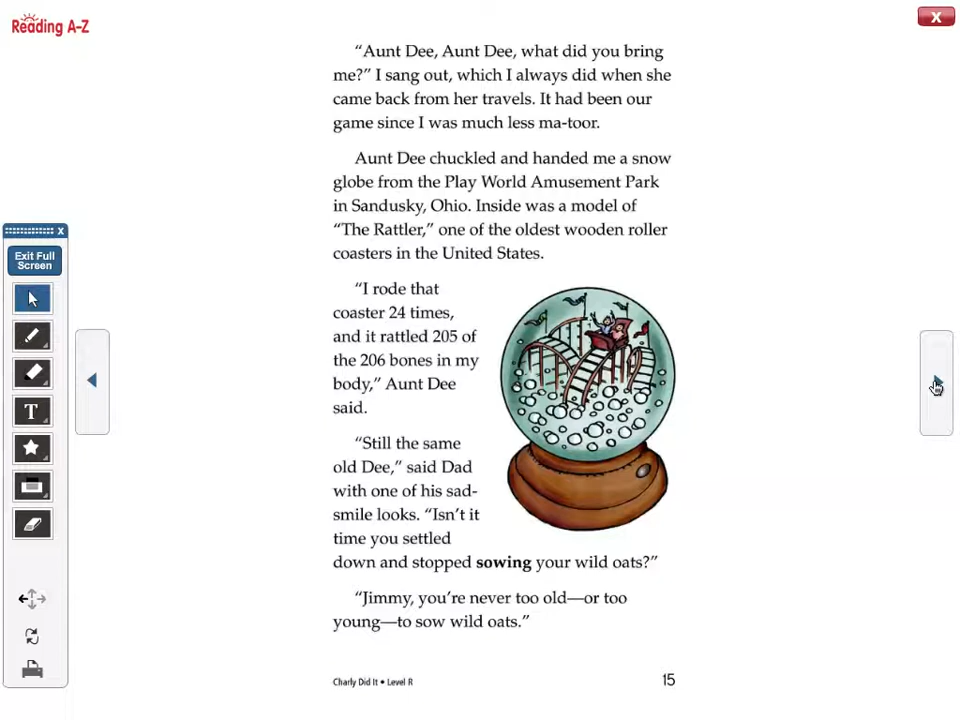 Reading A-Z
X
"Aunt Dee, Aunt Dee, what did you bring
me?" I sang out, which I always did when she
came back from her travels. It had been our
game since I was much less ma-toor.
Aunt Dee chuckled and handed me a snow
globe from the Play World Amusement Park
in Sandusky, Ohio. Inside was a model of
"The Rattler," one of the oldest wooden roller
coasters in the United States.
x
Exit Full
Screen
T
"I rode that
coaster 24 times,
and it rattled 205 of
the 206 bones in my
body," Aunt Dee
said.
"Still the same
old Dee," said Dad
with one of his sad-
smile looks. "Isn't it
time you settled
down and stopped sowing your wild oats?"
"Jimmy, you're never too old—or too
young—to sow wild oats."
Charly Did It • Level R
15